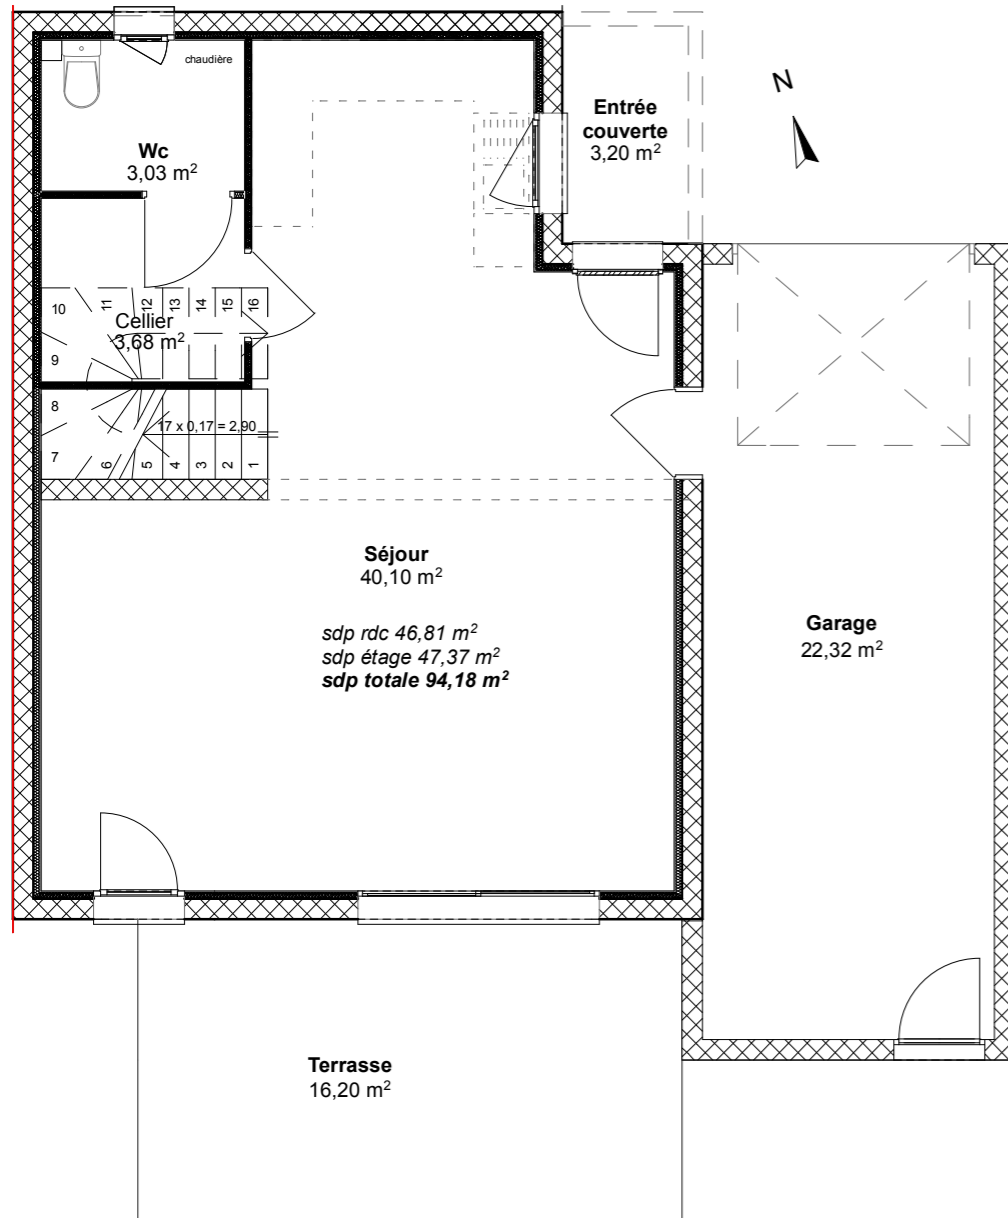 chaudière
N
Entrée
couverte
3,20 m²
Wc
3,03 m²
10
11
12
13
14
15
16
Cellier
3,68 m²
9
8
17 x 0,17 = 2,90
7
6
5
4
3
2
1
Séjour
40,10 m²
sdp rdc 46,81 m²
sdp étage 47,37 m²
sdp totale 94,18 m²
Garage
22,32 m²
Terrasse
16,20 m²